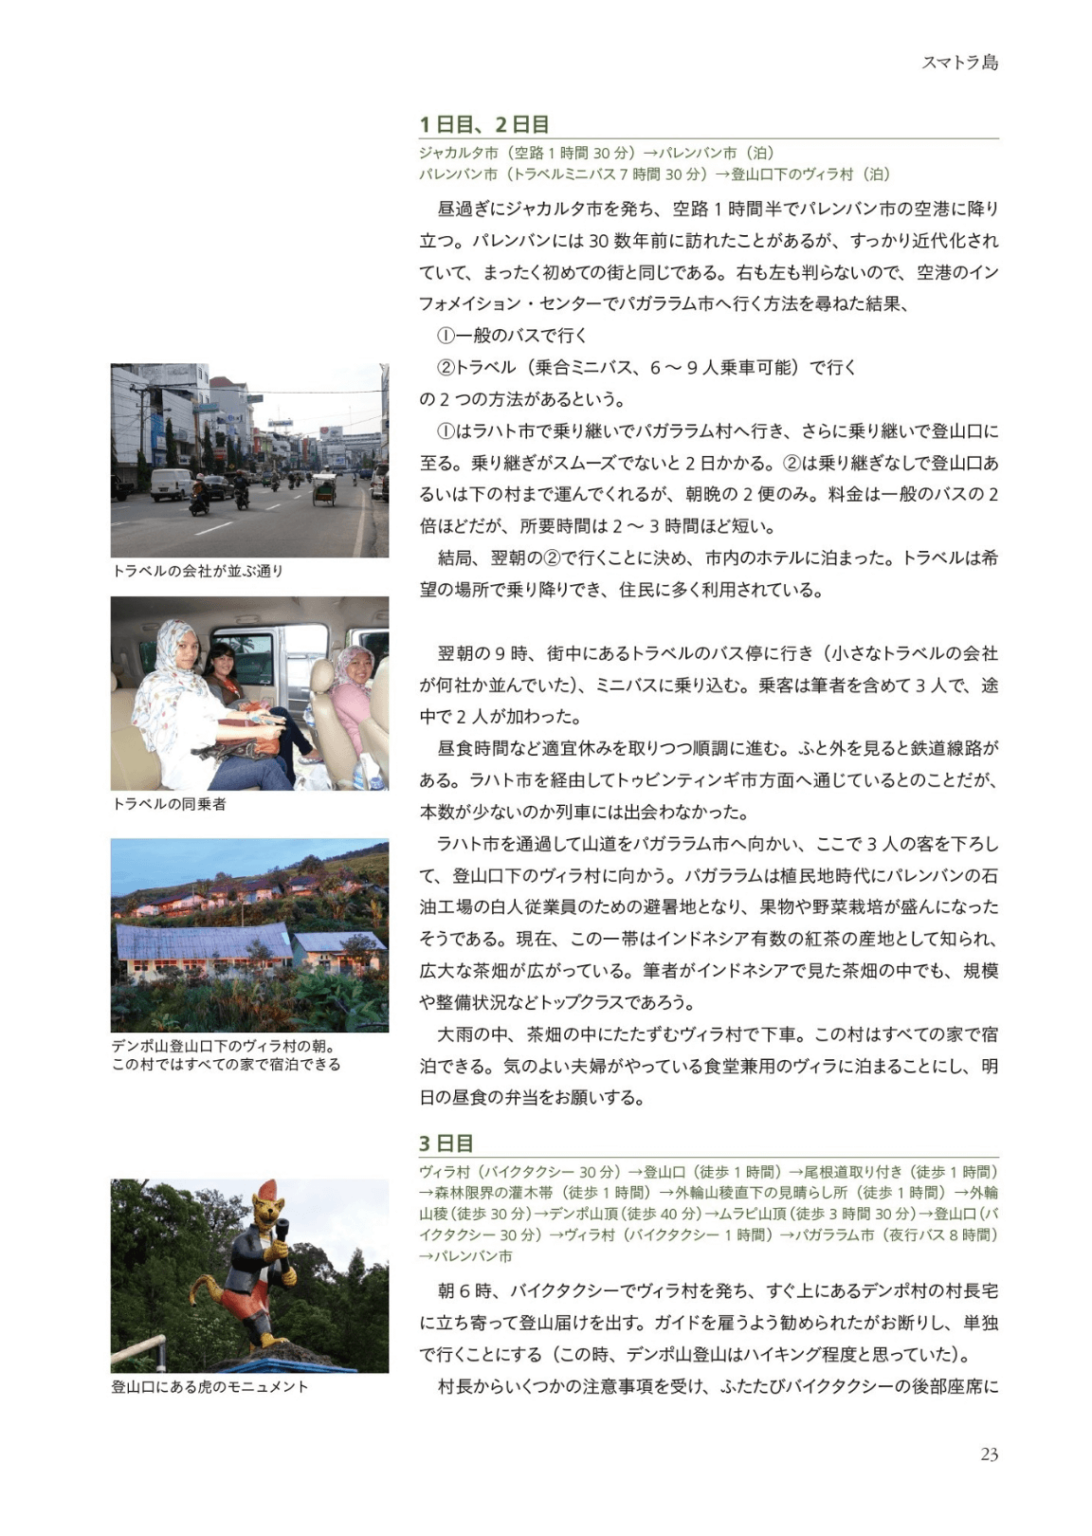 スマトラ島
1日目、2日目
ジャカルタ市（空路1時間30分）→パレンバン市（泊）
パレンバン市（トラベルミニバス7時間30分）→登山口下のヴィラ村（泊）
昼過ぎにジャカルタ市を発ち、空路1時間半でパレンバン市の空港に降り
立つ。パレンバンには30数年前に訪れたことがあるが、すっかり近代化され
ていて、まったく初めての街と同じである。右も左も判らないので、空港のイン
フォメイション・センターでパガララム市へ行く方法を尋ねた結果、
①一般のバスで行く
②トラベル（乗合ミニバス、6～9人乗車可能）で行く
の2つの方法があるという。
①はラハト市で乗り継いでパガララム村へ行き、さらに乗り継いで登山口に
至る。乗り継ぎがスムーズでないと2日かかる。②は乗り継ぎなしで登山口あ
るいは下の村まで運んでくれるが、朝晩の2便のみ。料金は一般のバスの2
倍ほどだが、所要時間は2～3時間ほど短い。
結局、翌朝の②で行くことに決め、市内のホテルに泊まった。トラベルは希
望の場所で乗り降りでき、住民に多く利用されている。
翌朝の9時、街中にあるトラベルのバス停に行き（小さなトラベルの会社
が何社か並んでいた）、ミニバスに乗り込む。乗客は筆者を含めて3人で、途
中で2人が加わった。
昼食時間など適宜休みを取りつつ順調に進む。ふと外を見ると鉄道線路が
ある。ラハト市を経由してトゥビンティンギ市方面へ通じているとのことだが、
本数が少ないのか列車には出会わなかった。
ラハト市を通過して山道をパガララム市へ向かい、ここで3人の客を下ろし
て、登山口下のヴィラ村に向かう。パガララムは植民地時代にパレンバンの石
油工場の白人従業員のための避暑地となり、果物や野菜栽培が盛んになった
そうである。現在、この一帯はインドネシア有数の紅茶の産地として知られ、
広大な茶畑が広がっている。筆者がインドネシアで見た茶畑の中でも、規模
や整備状況などトップクラスであろう。
大雨の中、茶畑の中にたたずむヴィラ村で下車。この村はすべての家で宿
泊できる。気のよい夫婦がやっている食堂兼用のヴィラに泊まることにし、明
日の昼食の弁当をお願いする。
3日目
ヴィラ村（バイクタクシー30分）→登山口（徒歩1時間）→尾根道取り付き（徒歩1時間）
→森林限界の灌木帯（徒歩1時間）→外輪山稜直下の見晴らし所（徒歩1時間）→外輪
山稜（徒歩30分）→デンポ山頂（徒歩40分）→ムラピ山頂（徒歩3時間30分）→登山口（バ
イクタクシー30分）→ヴィラ村（バイクタクシー1時間）→パガララム市（夜行バス8時間）
→パレンバン市
朝6時、バイクタクシーでヴィラ村を発ち、すぐ上にあるデンポ村の村長宅
に立ち寄って登山届けを出す。ガイドを雇うよう勧められたがお断りし、単独
で行くことにする（この時、デンポ山登山はハイキング程度と思っていた）。
村長からいくつかの注意事項を受け、ふたたびバイクタクシーの後部座席に
トラベルの会社が並ぶ通り
トラベルの同乗者
デンポ山登山口下のヴィラ村の朝。
この村ではすべての家で宿泊できる
登山口にある虎のモニュメント
23